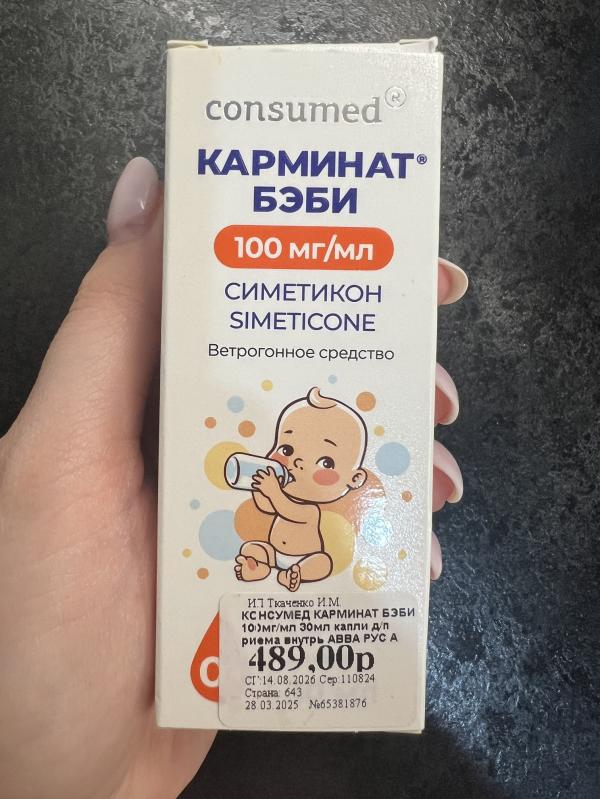 consumed®
КАРМИНАТ®
БЭБИ
100 мг/мл
СИМЕТИКОН
SIMETICONE
Ветрогонное средство
ИП Ткаченко И.М.
КОНСУМЕД КАРМИНАТ БЭБИ
100мг/мл 30мл капли д/п
риема внутрь АВВА РУС А
489,00р
СГ:14.08.2026 Сер:110824
Страна: 643
28.03.2025 №65381876